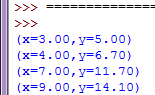 >>> ================
>>>
(x=3.00,y=5.00)
(x=4.00,y=6.70)
(x=7.00,y=11.70)
(x=9.00,y=14.10)